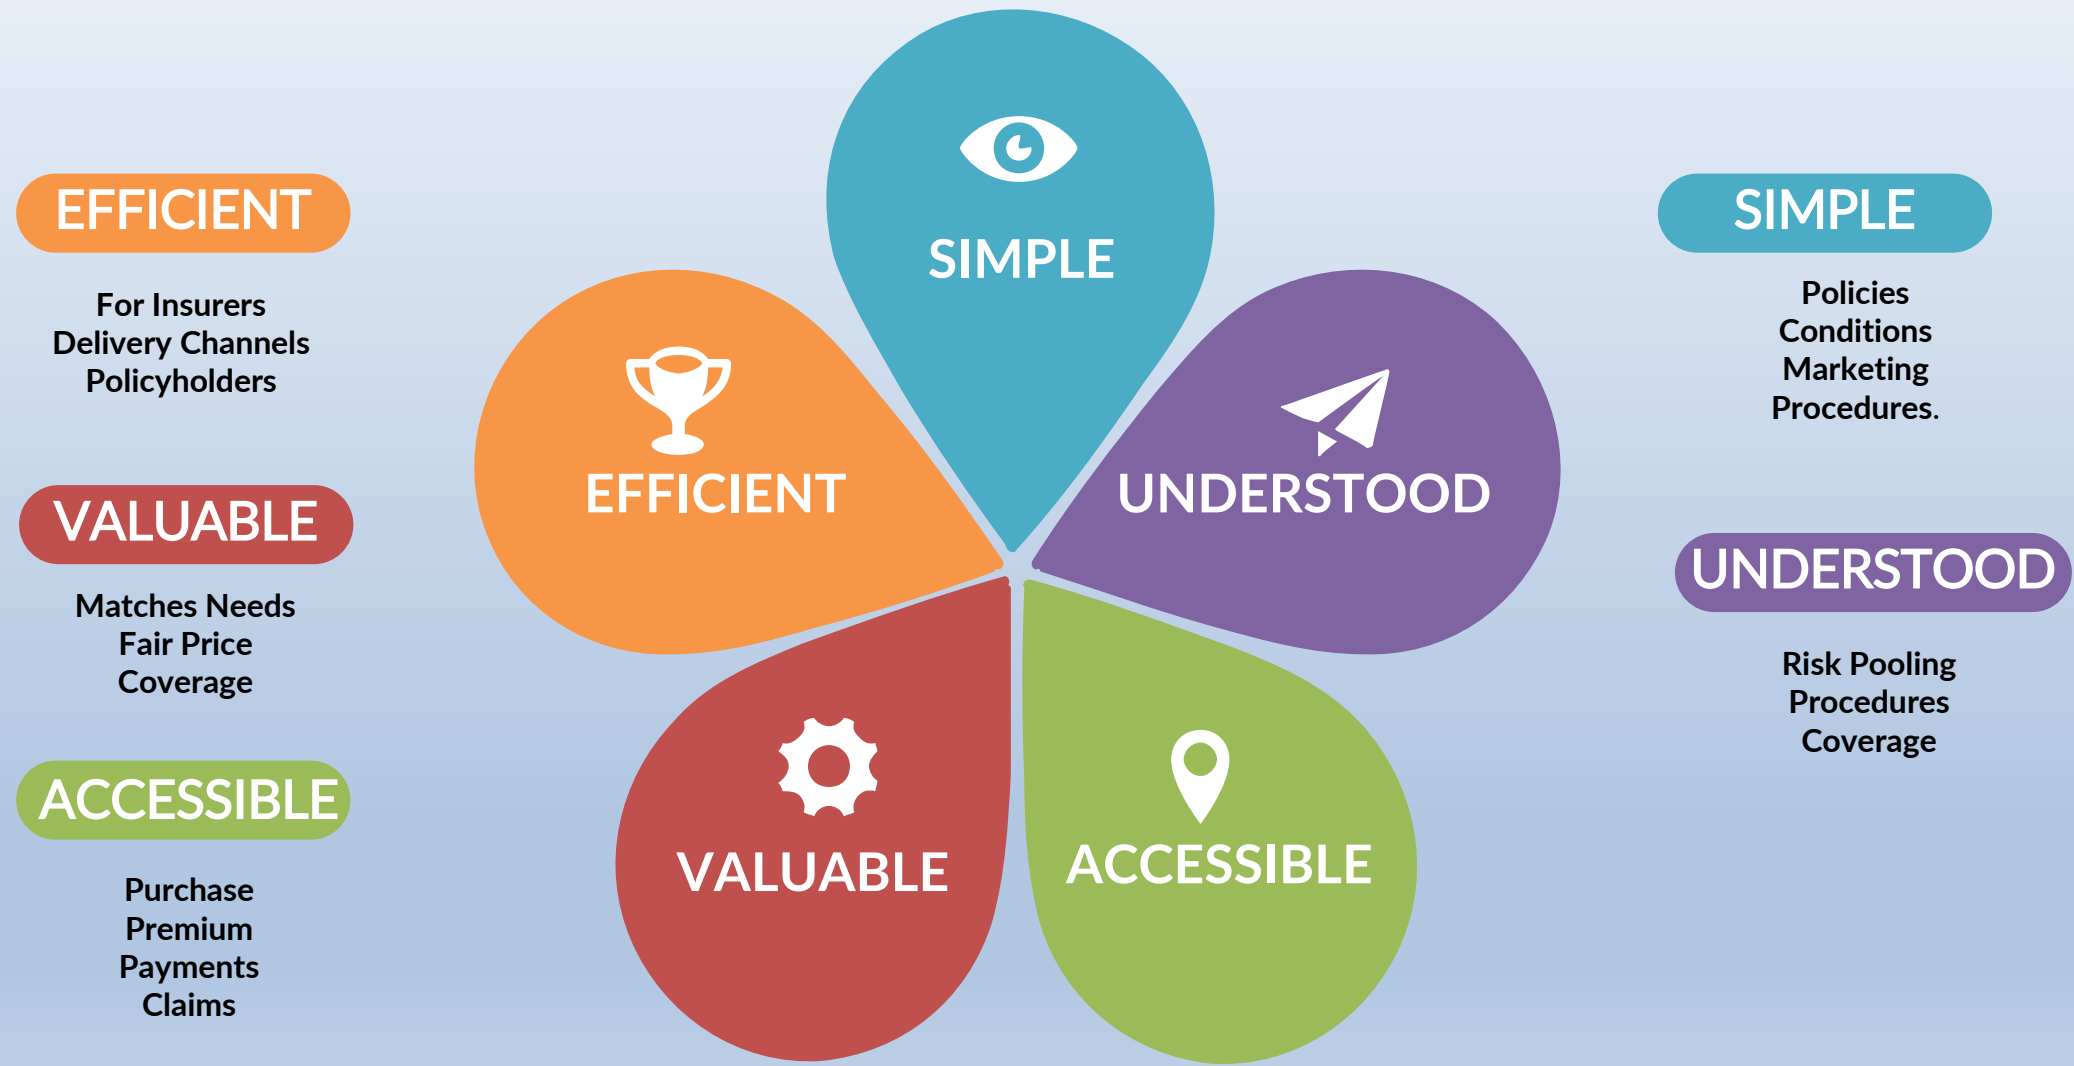 EFFICIENT
For Insurers
Delivery Channels
Policyholders
VALUABLE
Matches Needs
Fair Price
Coverage
ACCESSIBLE
Purchase
Premium
Payments
Claims
SIMPLE
EFFICIENT
UNDERSTOOD
VALUABLE
ACCESSIBLE
SIMPLE
Policies
Conditions
Marketing
Procedures.
UNDERSTOOD
Risk Pooling
Procedures
Coverage